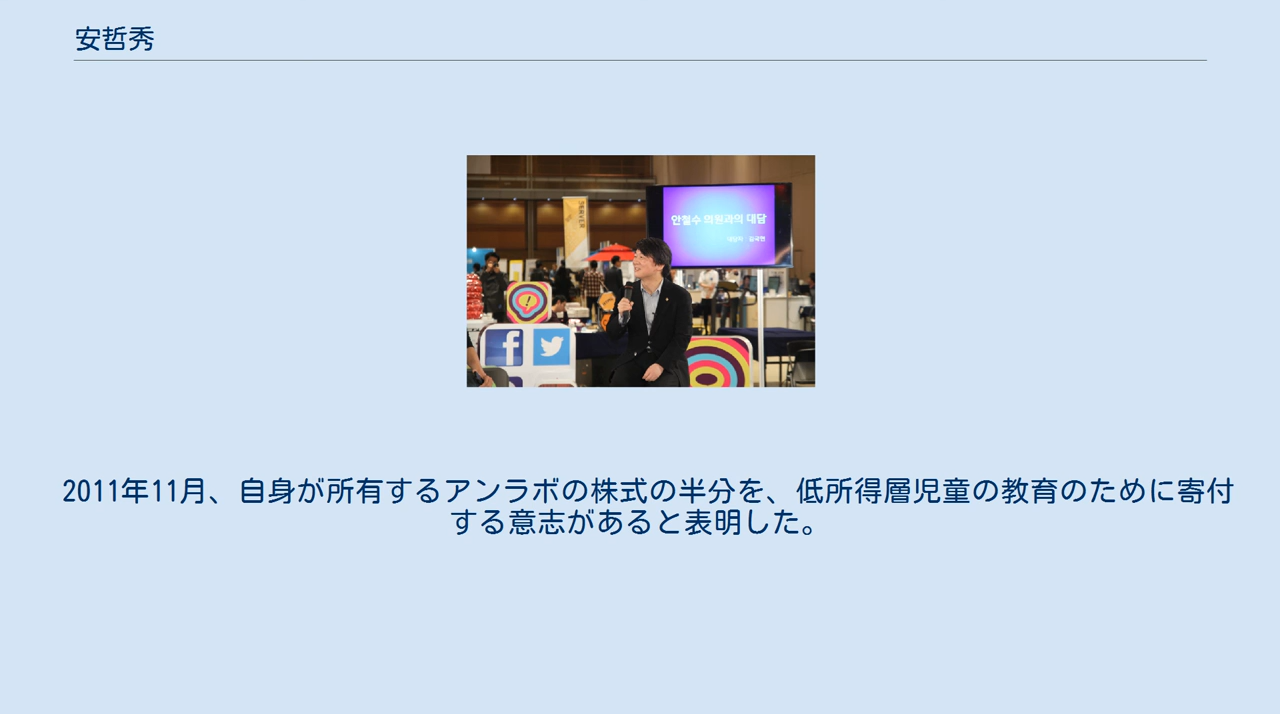 安哲秀
SERVER
안철수 의원과의 대담
f
2011年11月、自身が所有するアンラボの株式の半分を、低所得層児童の教育のために寄付
する意志があると表明した。